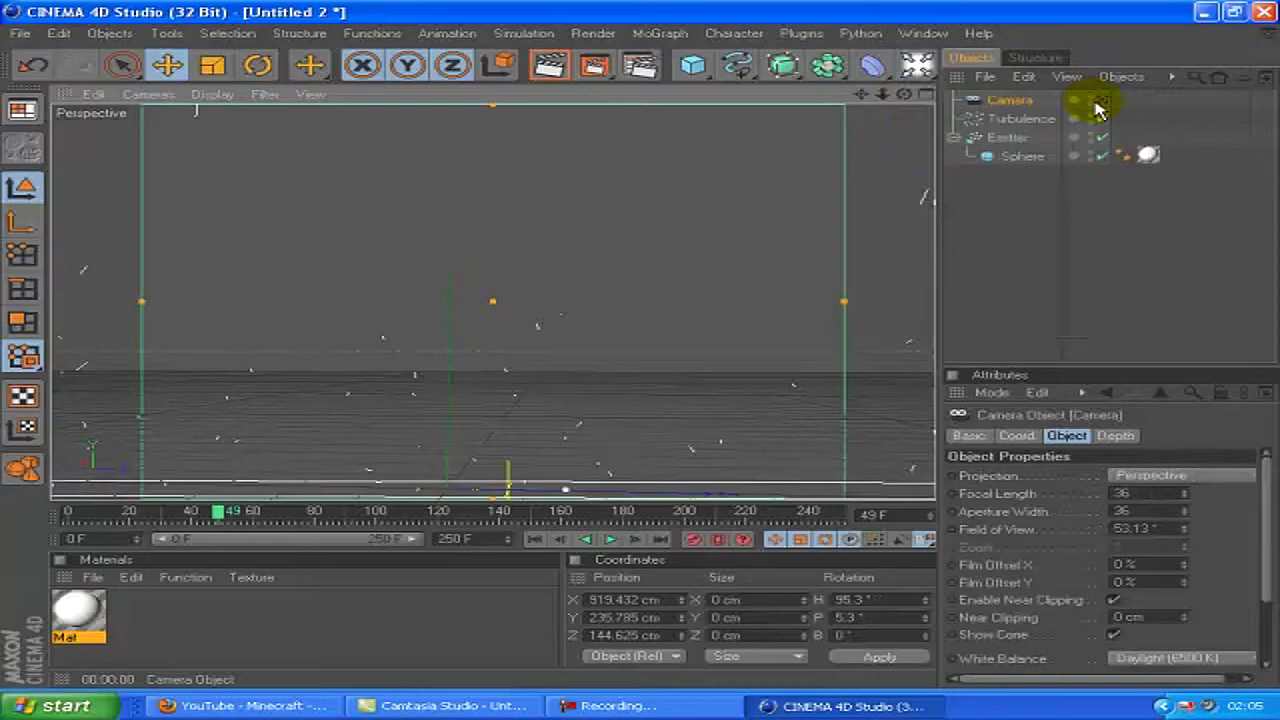 CINEMA 4D Studio (32 Bit) - [Untitled 2 *]
File Edit Objects Tools Selection Structure Functions Animation Simulation Render MoGraph Character Plugins Python Window Help
Objects Structure
File Edit View Objects
Edit Cameras Display Filter View
Perspective
Camera
Turbulence
Emitter
Sphere
X Y Z
Y
Attributes
Mode Edit
Camera Object [Camera]
Basic Coord. Object Depth
Object Properties
Projection Perspective
Focal Length 36
Aperture Width 36
Field of View 53.13 °
Zoom
Film Offset X 0 %
Film Offset Y 0 %
Enable Near Clipping
Near Clipping 0 cm
Show Cone
White Balance Daylight (6500 K)
0 20 40 49 60 80 100 120 140 160 180 200 220 240 49 F
0 F 0 F 250 F 250 F
Materials
File Edit Function Texture
Mat
Coordinates
Position Size Rotation
X 919.432 cm X 0 cm H 95.3 °
Y 235.785 cm Y 0 cm P 5.3 °
Z 144.625 cm Z 0 cm B 0 °
Object (Rel) Size Apply
MAXON
CINEMA 4D
00:00:00 Camera Object
start YouTube - Minecraft -... Camtasia Studio - Unt... Recording... CINEMA 4D Studio (3... 02:05